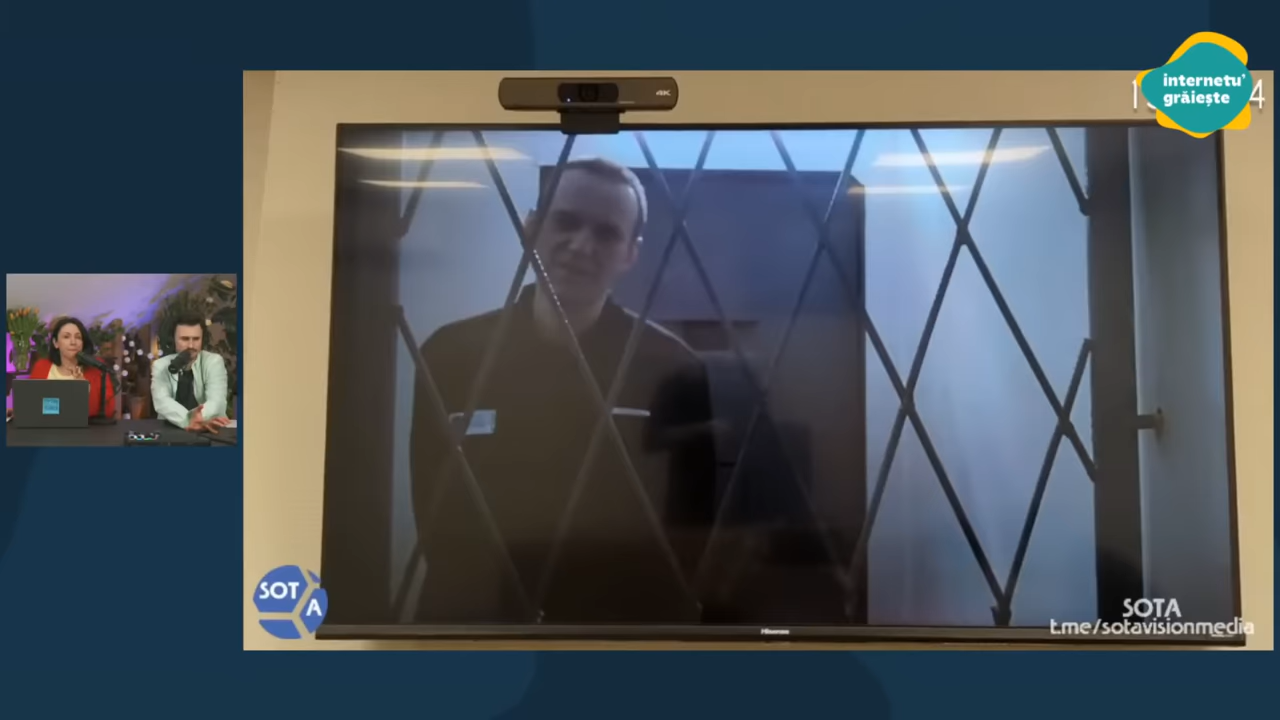 internetu'
grăiește
4K
SOT
A
SOTA
t.me/sotavisionmedia
Hisense